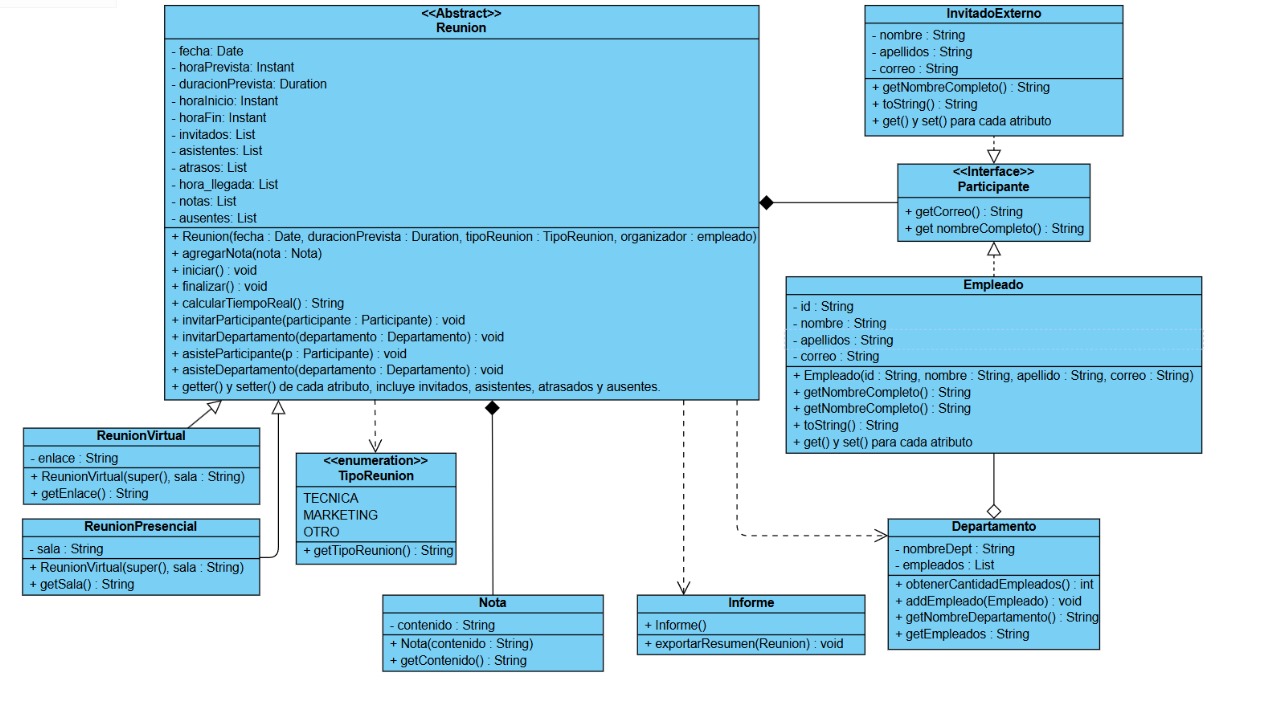 <<Abstract>>
Reunion
- fecha: Date
- horaPrevista: Instant
- duracionPrevista: Duration
- horaInicio: Instant
- horaFin: Instant
- invitados: List
- asistentes: List
- atrasos: List
- hora_llegada: List
- notas: List
- ausentes: List
+ Reunion(fecha : Date, duracionPrevista : Duration, tipoReunion : TipoReunion, organizador : empleado)
+ agregarNota(nota : Nota)
+ iniciar() : void
+ finalizar() : void
+ calcularTiempoReal() : String
+ invitarParticipante(participante : Participante) : void
+ invitarDepartamento(departamento : Departamento) : void
+ asisteParticipante(p : Participante) : void
+ asisteDepartamento(departamento : Departamento) : void
+ getter() y setter() de cada atributo, incluye invitados, asistentes, atrasados y ausentes.
InvitadoExterno
- nombre : String
- apellidos : String
- correo : String
+ getNombreCompleto() : String
+ toString() : String
+ get() y set() para cada atributo
<<Interface>>
Participante
+ getCorreo() : String
+ get nombreCompleto() : String
Empleado
- id : String
- nombre : String
- apellidos : String
- correo : String
+ Empleado(id : String, nombre : String, apellido : String, correo : String)
+ getNombreCompleto() : String
+ getNombreCompleto() : String
+ toString() : String
+ get() y set() para cada atributo
ReunionVirtual
- enlace : String
+ ReunionVirtual(super(), sala : String)
+ getEnlace() : String
ReunionPresencial
- sala : String
+ ReunionVirtual(super(), sala : String)
+ getSala() : String
<<enumeration>>
TipoReunion
TECNICA
MARKETING
OTRO
+ getTipoReunion() : String
Nota
- contenido : String
+ Nota(contenido : String)
+ getContenido() : String
Informe
+ Informe()
+ exportarResumen(Reunion) : void
Departamento
- nombreDept : String
- empleados : List
+ obtenerCantidadEmpleados() : int
+ addEmpleado(Empleado) : void
+ getNombreDepartamento() : String
+ getEmpleados : String